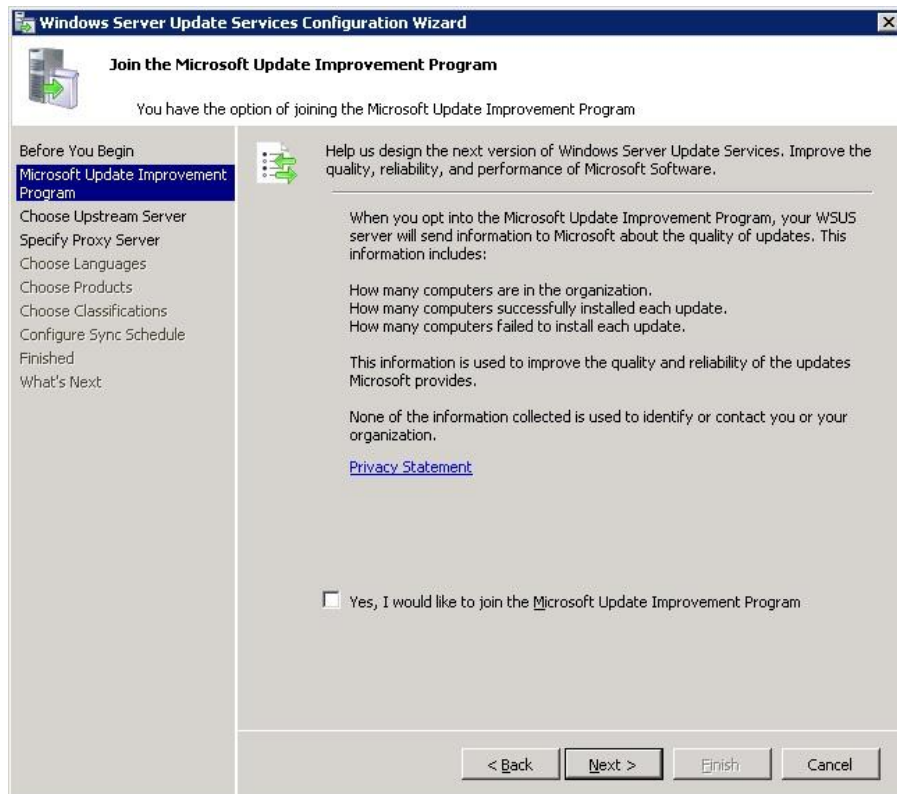 Windows Server Update Services Configuration Wizard
Join the Microsoft Update Improvement Program
You have the option of joining the Microsoft Update Improvement Program
Before You Begin
Microsoft Update Improvement
Program
Choose Upstream Server
Specify Proxy Server
Choose Languages
Choose Products
Choose Classifications
Configure Sync Schedule
Finished
What's Next
Help us design the next version of Windows Server Update Services. Improve the
quality, reliability, and performance of Microsoft Software.
When you opt into the Microsoft Update Improvement Program, your WSUS
server will send information to Microsoft about the quality of updates. This
information includes:
How many computers are in the organization.
How many computers successfully installed each update.
How many computers failed to install each update.
This information is used to improve the quality and reliability of the updates
Microsoft provides.
None of the information collected is used to identify or contact you or your
organization.
Privacy Statement
Yes, I would like to join the Microsoft Update Improvement Program
< Back
Next >
Finish
Cancel